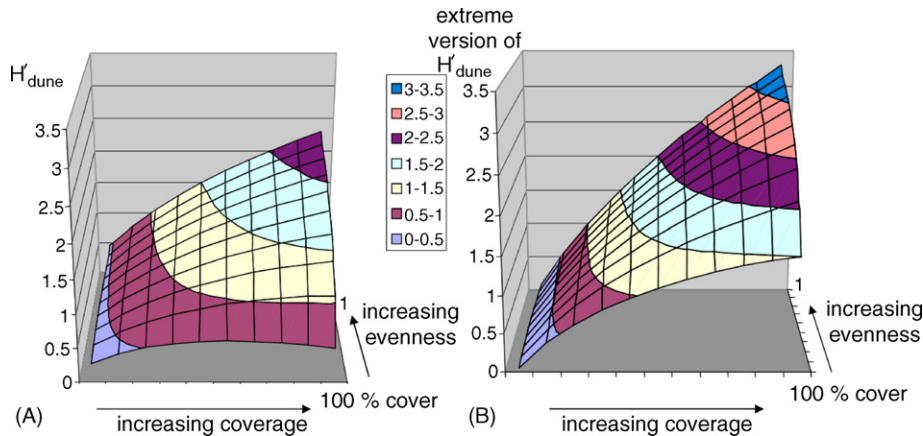 H'dune
3.5
3
2.5
2
1.5
1
0.5
0
1
increasing
evenness
100 % cover
(A)
increasing coverage
extreme
version of
H'dune
3-3.5
2.5-3
2-2.5
1.5-2
1-1.5
0.5-1
0-0.5
3.5
3
2.5
2
1.5
1
0.5
0
1
increasing
evenness
100 % cover
(B)
increasing coverage